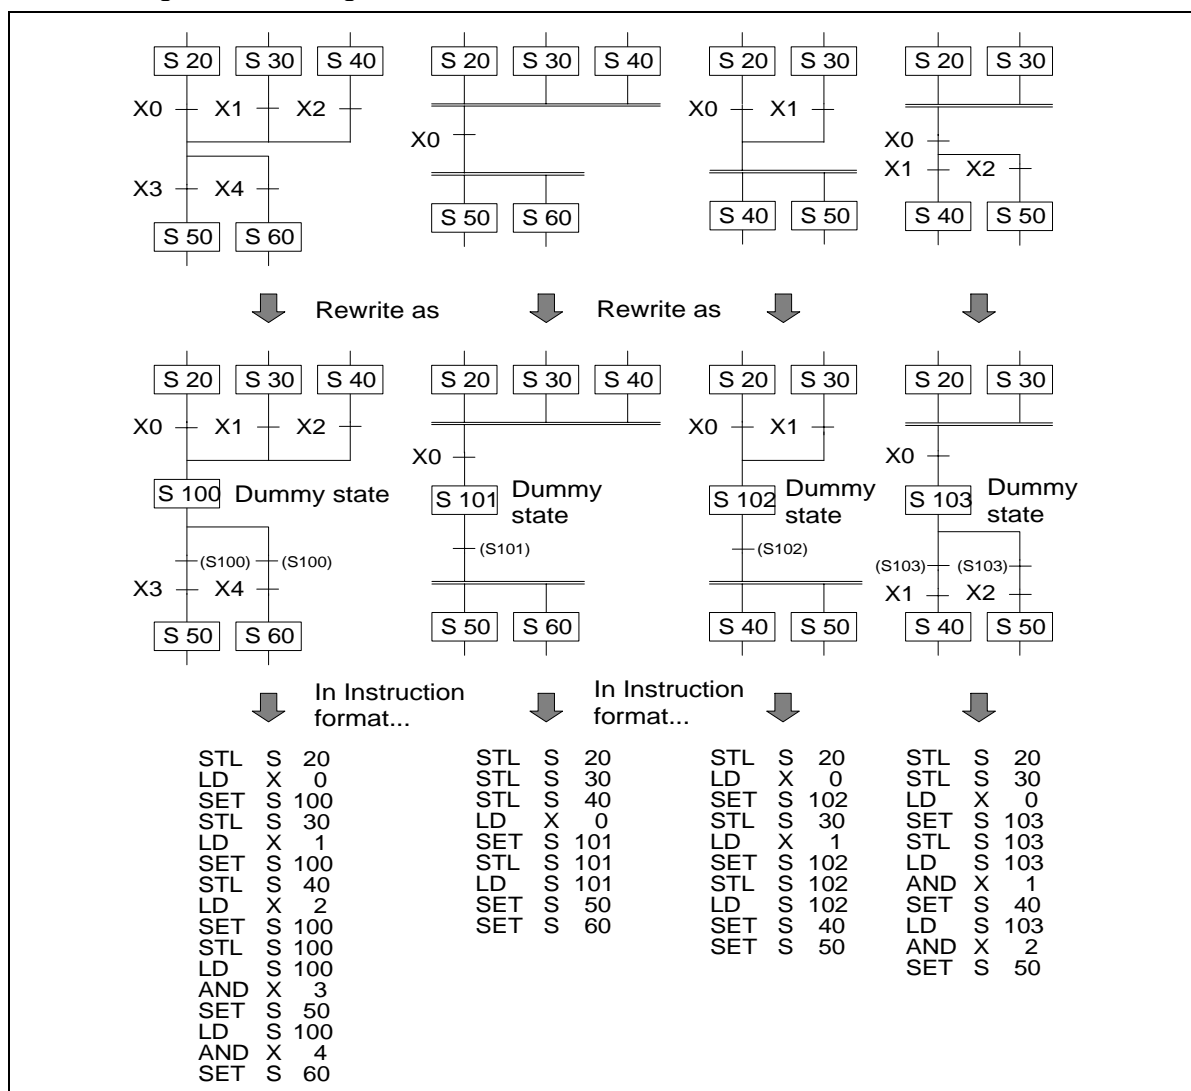 S 20 S 30 S 40 S 20 S 30 S 40 S 20 S 30 S 20 S 30
X0 X1 X2 X0 X1
X0 X0
X1 X2
X3 X4
S 50 S 60 S 50 S 60 S 40 S 50 S 40 S 50
Rewrite as Rewrite as
S 20 S 30 S 40 S 20 S 30 S 40 S 20 S 30 S 20 S 30
X0 X1 X2 X0 X1
X0 X0
S 100 Dummy state S 101 Dummy S 102 Dummy S 103 Dummy
state state state
(S100) (S100) (S101) (S102) (S103) (S103)
X3 X4 X1 X2
S 50 S 60 S 50 S 60 S 40 S 50 S 40 S 50
In Instruction In Instruction
format... format...
STL S 20
LD X 0
SET S 100
STL S 30
LD X 1
SET S 100
STL S 40
LD X 2
SET S 100
STL S 100
LD S 100
AND X 3
SET S 50
LD S 100
AND X 4
SET S 60
STL S 20
STL S 30
STL S 40
LD X 0
SET S 101
STL S 101
LD S 101
SET S 50
SET S 60
STL S 20
LD X 0
SET S 102
STL S 30
LD X 1
SET S 102
STL S 102
LD S 102
SET S 40
SET S 50
STL S 20
STL S 30
LD X 0
SET S 103
STL S 103
LD S 103
AND X 1
SET S 40
LD S 103
AND X 2
SET S 50